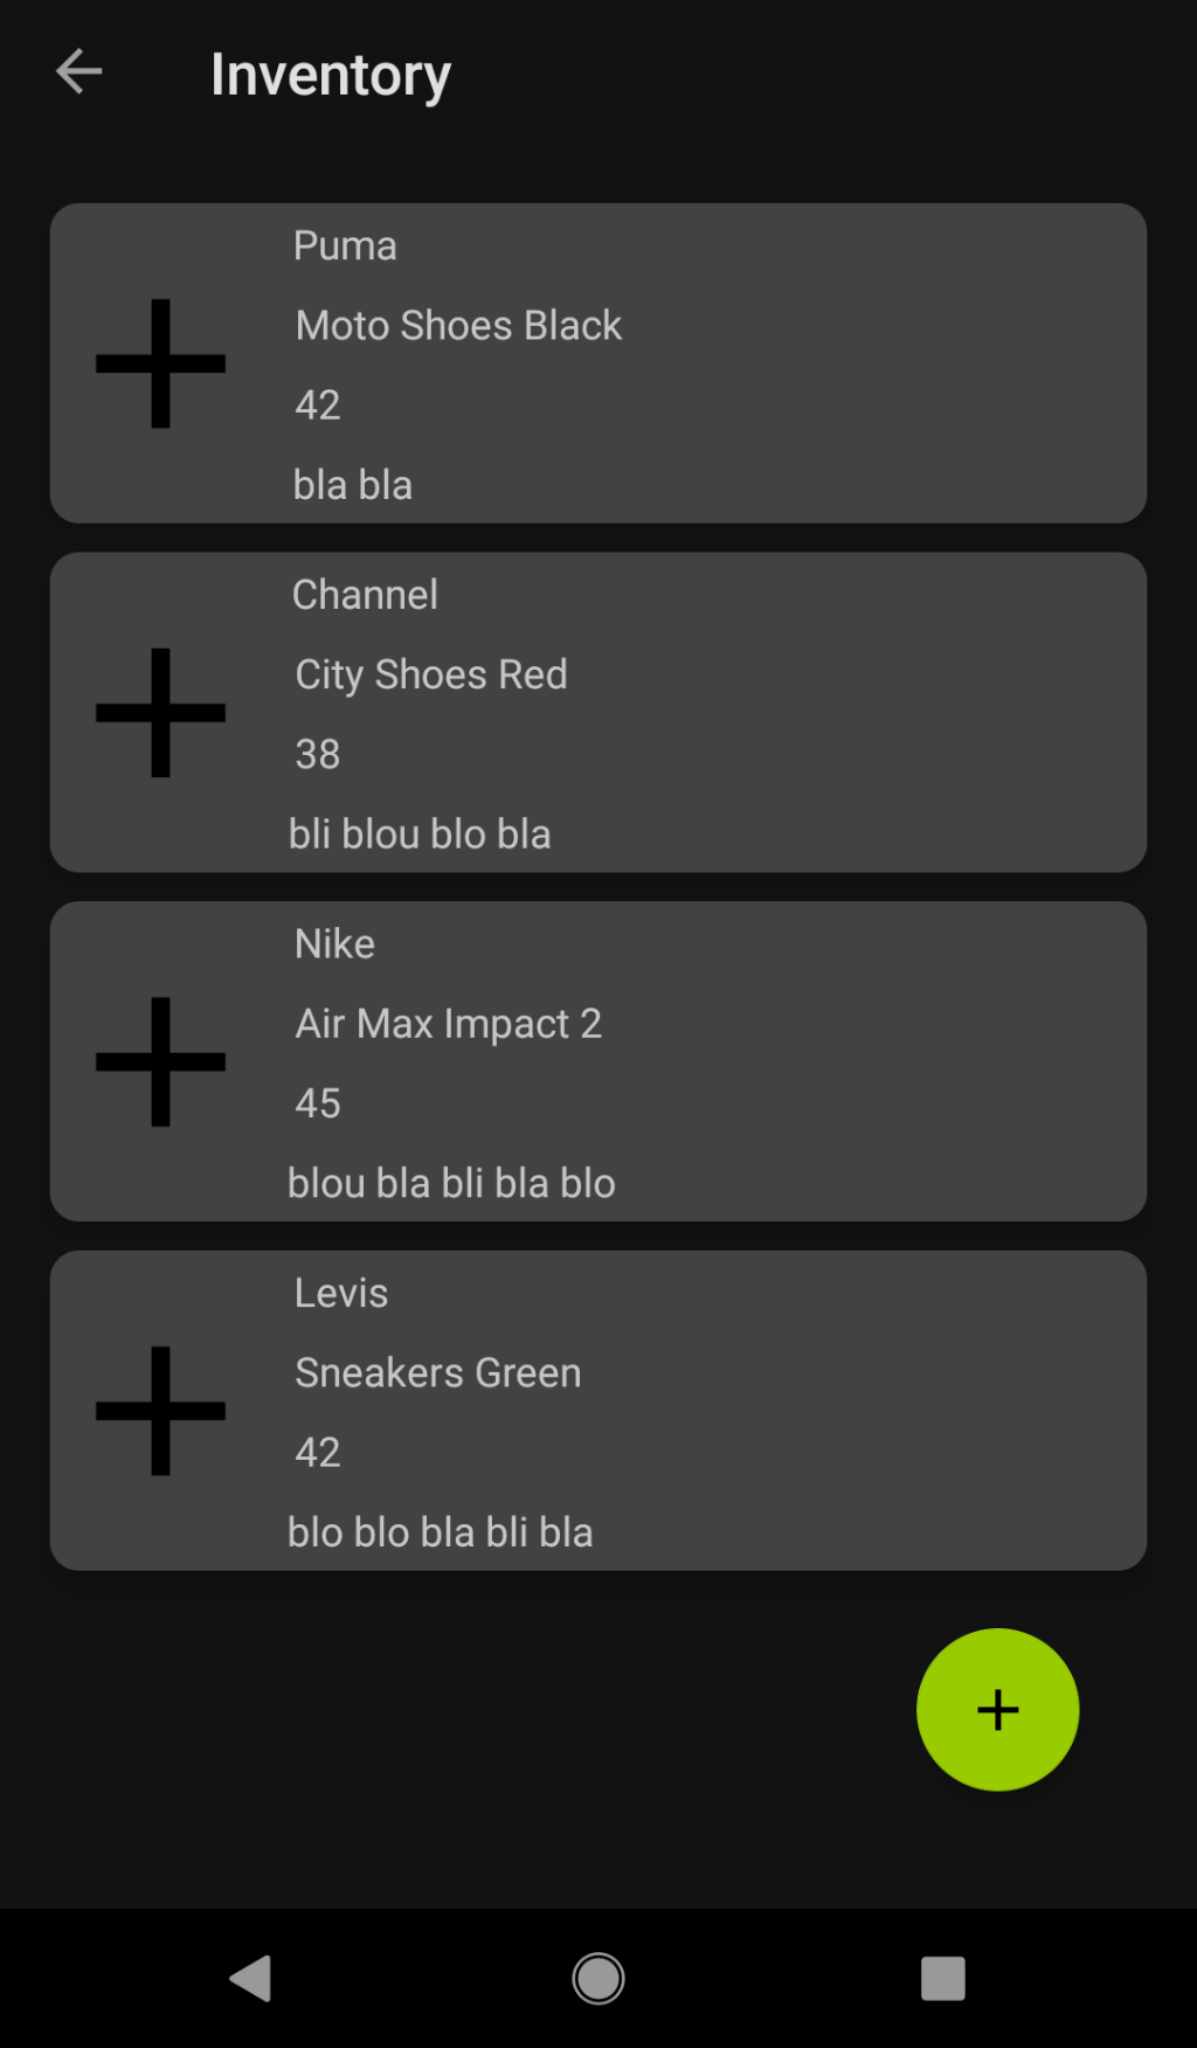 Inventory
Puma
Moto Shoes Black
42
bla bla
Channel
City Shoes Red
38
bli blou blo bla
Nike
Air Max Impact 2
45
blou bla bli bla blo
Levis
Sneakers Green
42
blo blo bla bli bla